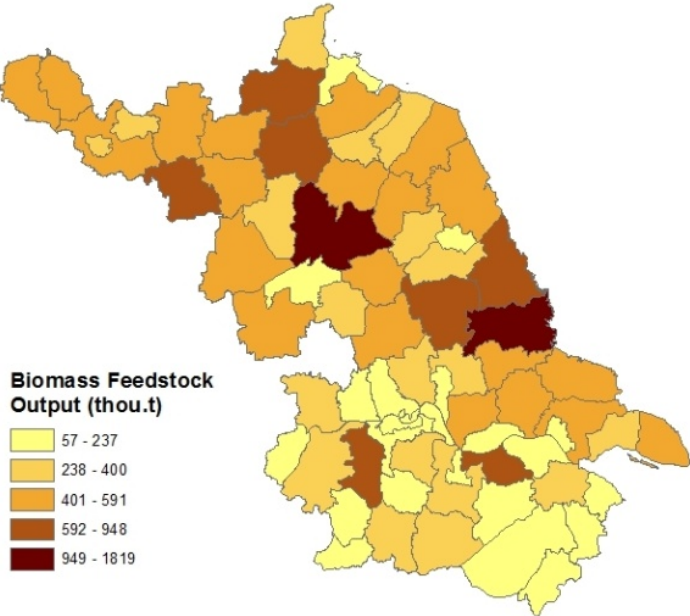 Biomass Feedstock
Output (thou.t)
57 - 237
238 - 400
401 - 591
592 - 948
949 - 1819